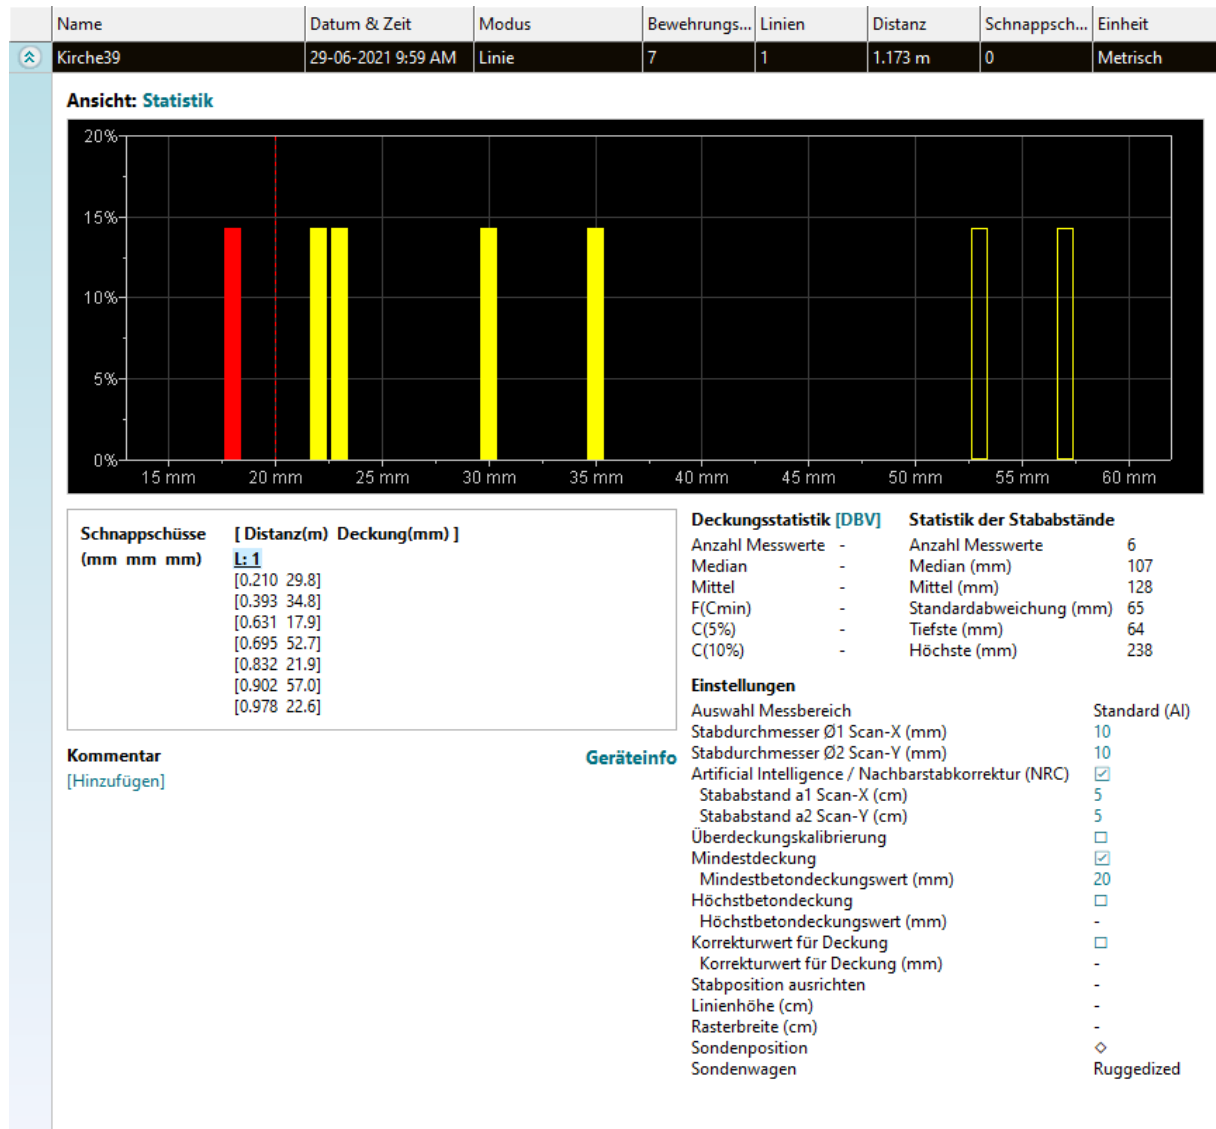 Name Datum & Zeit Modus Bewehrungs... Linien Distanz Schnappsch... Einheit
Kirche39 29-06-2021 9:59 AM Linie 7 1 1.173 m 0 Metrisch
Ansicht: Statistik
20%
15%
10%
5%
0%
15 mm 20 mm 25 mm 30 mm 35 mm 40 mm 45 mm 50 mm 55 mm 60 mm
Schnappschüsse [ Distanz(m) Deckung(mm) ]
(mm mm mm) L: 1
[0.210 29.8]
[0.393 34.8]
[0.631 17.9]
[0.695 52.7]
[0.832 21.9]
[0.902 57.0]
[0.978 22.6]
Kommentar Geräteinfo
[Hinzufügen]
Deckungsstatistik [DBV]
Anzahl Messwerte -
Median -
Mittel -
F(Cmin) -
C(5%) -
C(10%) -
Statistik der Stababstände
Anzahl Messwerte 6
Median (mm) 107
Mittel (mm) 128
Standardabweichung (mm) 65
Tiefste (mm) 64
Höchste (mm) 238
Einstellungen
Auswahl Messbereich Standard (AI)
Stabdurchmesser Ø1 Scan-X (mm) 10
Stabdurchmesser Ø2 Scan-Y (mm) 10
Artificial Intelligence / Nachbarstabkorrektur (NRC)
Stababstand a1 Scan-X (cm) 5
Stababstand a2 Scan-Y (cm) 5
Überdeckungskalibrierung
Mindestdeckung
Mindestbetondeckungswert (mm) 20
Höchstbetondeckung
Höchstbetondeckungswert (mm) -
Korrekturwert für Deckung
Korrekturwert für Deckung (mm) -
Stabposition ausrichten -
Linienhöhe (cm) -
Rasterbreite (cm) -
Sondenposition
Sondenwagen Ruggedized